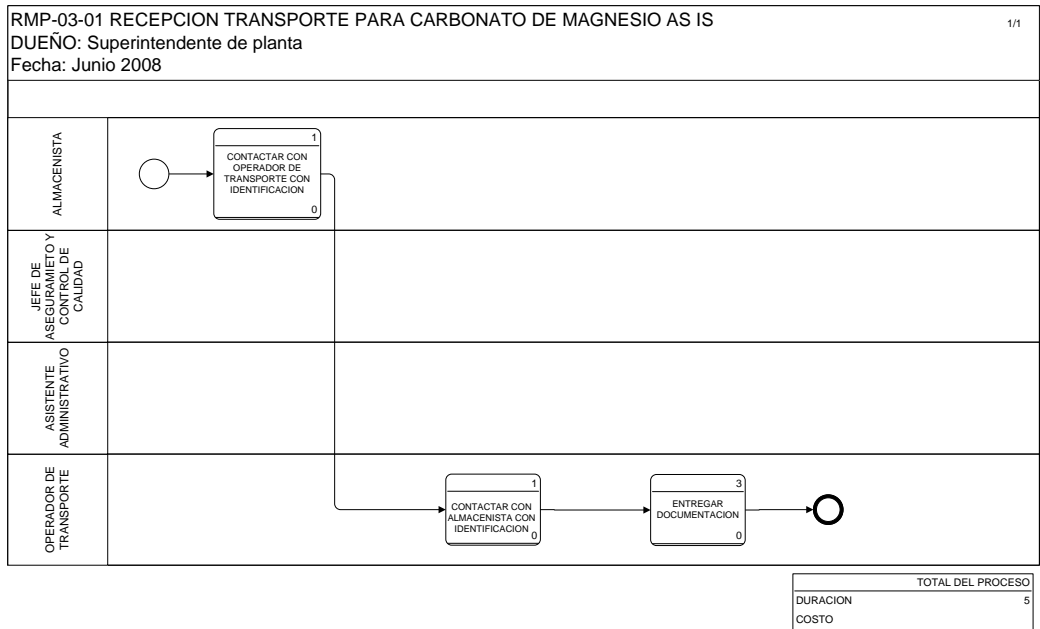 RMP-03-01 RECEPCION TRANSPORTE PARA CARBONATO DE MAGNESIO AS IS
1/1
DUEÑO: Superintendente de planta
Fecha: Junio 2008
ALMACENISTA
1
CONTACTAR CON
OPERADOR DE
TRANSPORTE CON
IDENTIFICACION
0
JEFE DE
ASEGURAMIETO Y
CONTROL DE
CALIDAD
ASISTENTE
ADMINISTRATIVO
OPERADOR DE
TRANSPORTE
1
CONTACTAR CON
ALMACENISTA CON
IDENTIFICACION
0
3
ENTREGAR
DOCUMENTACION
0
TOTAL DEL PROCESO
DURACION 5
COSTO